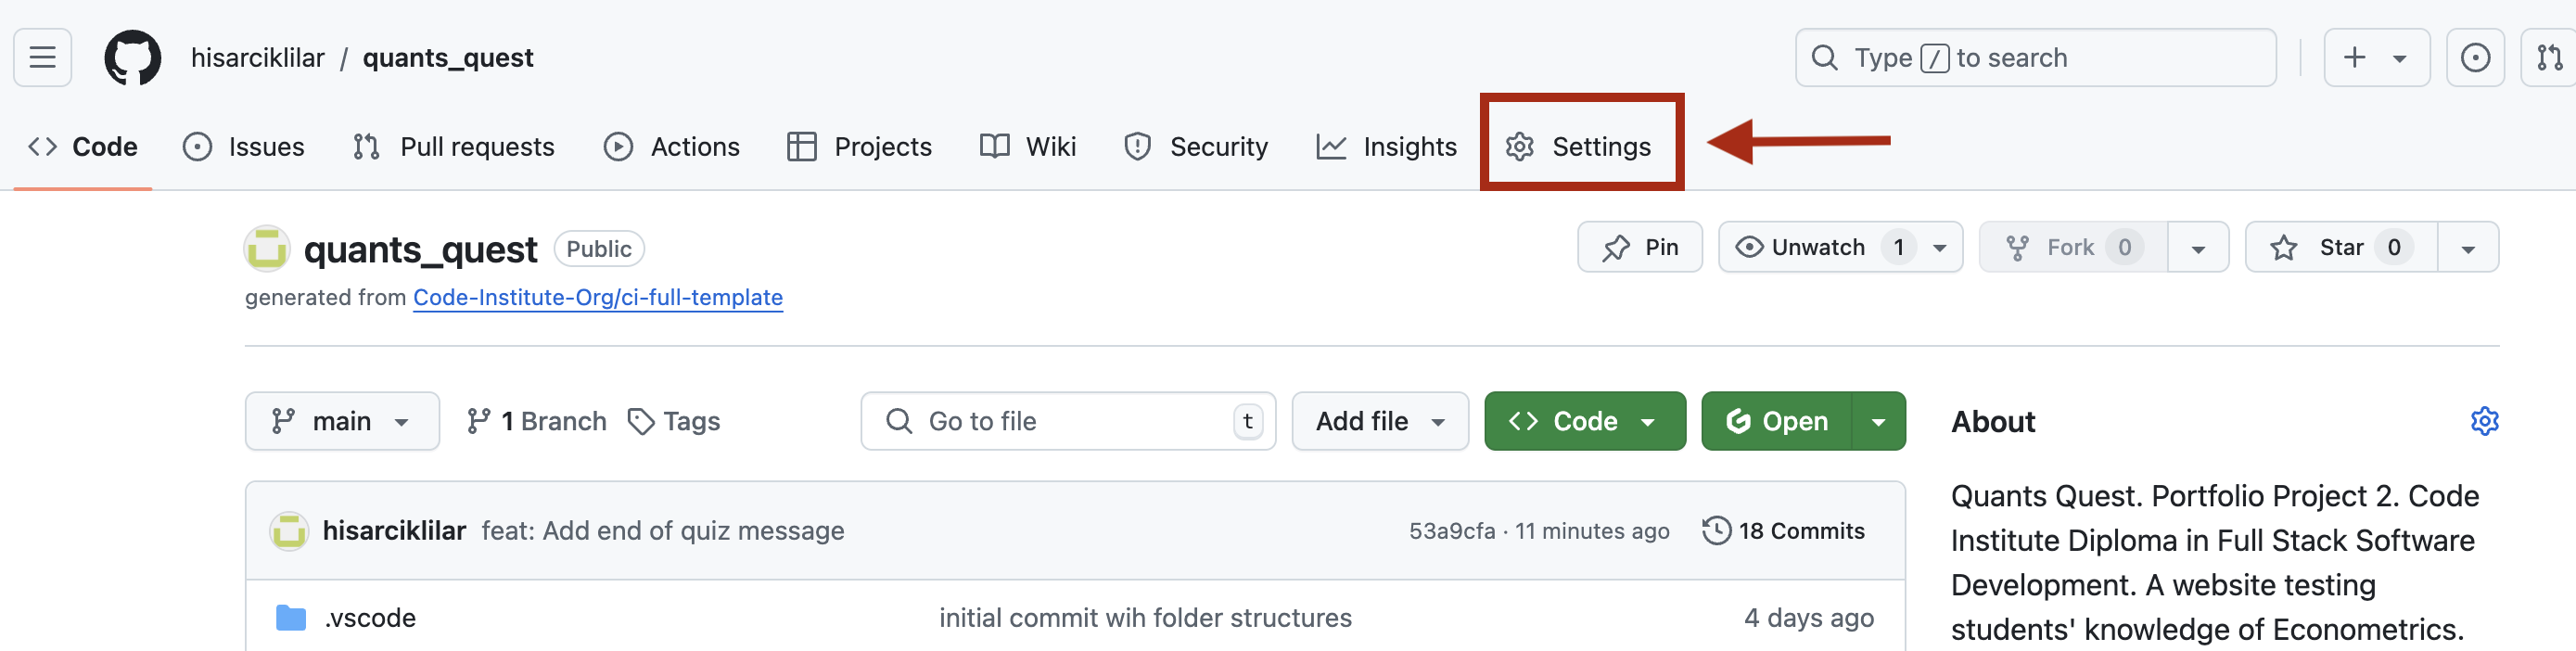 hisarciklilar / quants_quest
Type / to search
Code Issues Pull requests Actions Projects Wiki Security Insights Settings
quants_quest Public
Pin Unwatch 1 Fork 0 Star 0
generated from Code-Institute-Org/ci-full-template
main 1 Branch Tags Go to file t Add file Code Open
hisarciklilar feat: Add end of quiz message 53a9cfa · 11 minutes ago 18 Commits
.vscode initial commit wih folder structures 4 days ago
About
Quants Quest. Portfolio Project 2. Code
Institute Diploma in Full Stack Software
Development. A website testing
students' knowledge of Econometrics.